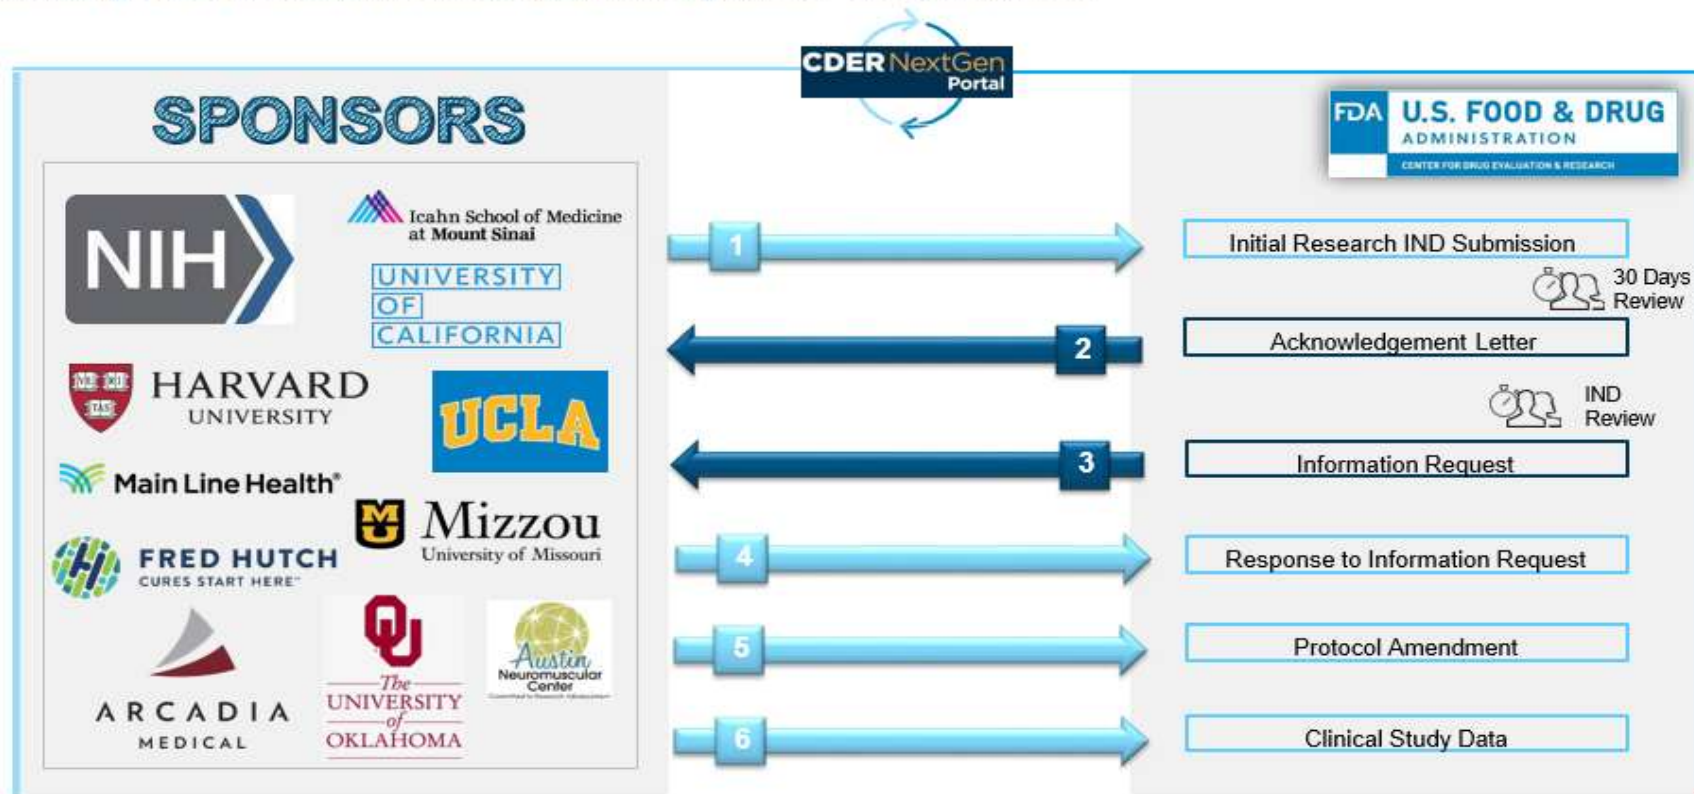 CDER NextGen
Portal
SPONSORS
FDA
U.S. FOOD & DRUG
ADMINISTRATION
CENTER FOR DRUG EVALUATION & RESEARCH
NIH
Icahn School of Medicine
at Mount Sinai
UNIVERSITY
OF
CALIFORNIA
HARVARD
UNIVERSITY
UCLA
Main Line Health®
Mizzou
University of Missouri
FRED HUTCH
CURES START HERE™
ARCADIA
MEDICAL
OU
The
UNIVERSITY
of
OKLAHOMA
Austin
Neuromuscular
Center
1
Initial Research IND Submission
30 Days
Review
2
Acknowledgement Letter
IND
Review
3
Information Request
4
Response to Information Request
5
Protocol Amendment
6
Clinical Study Data